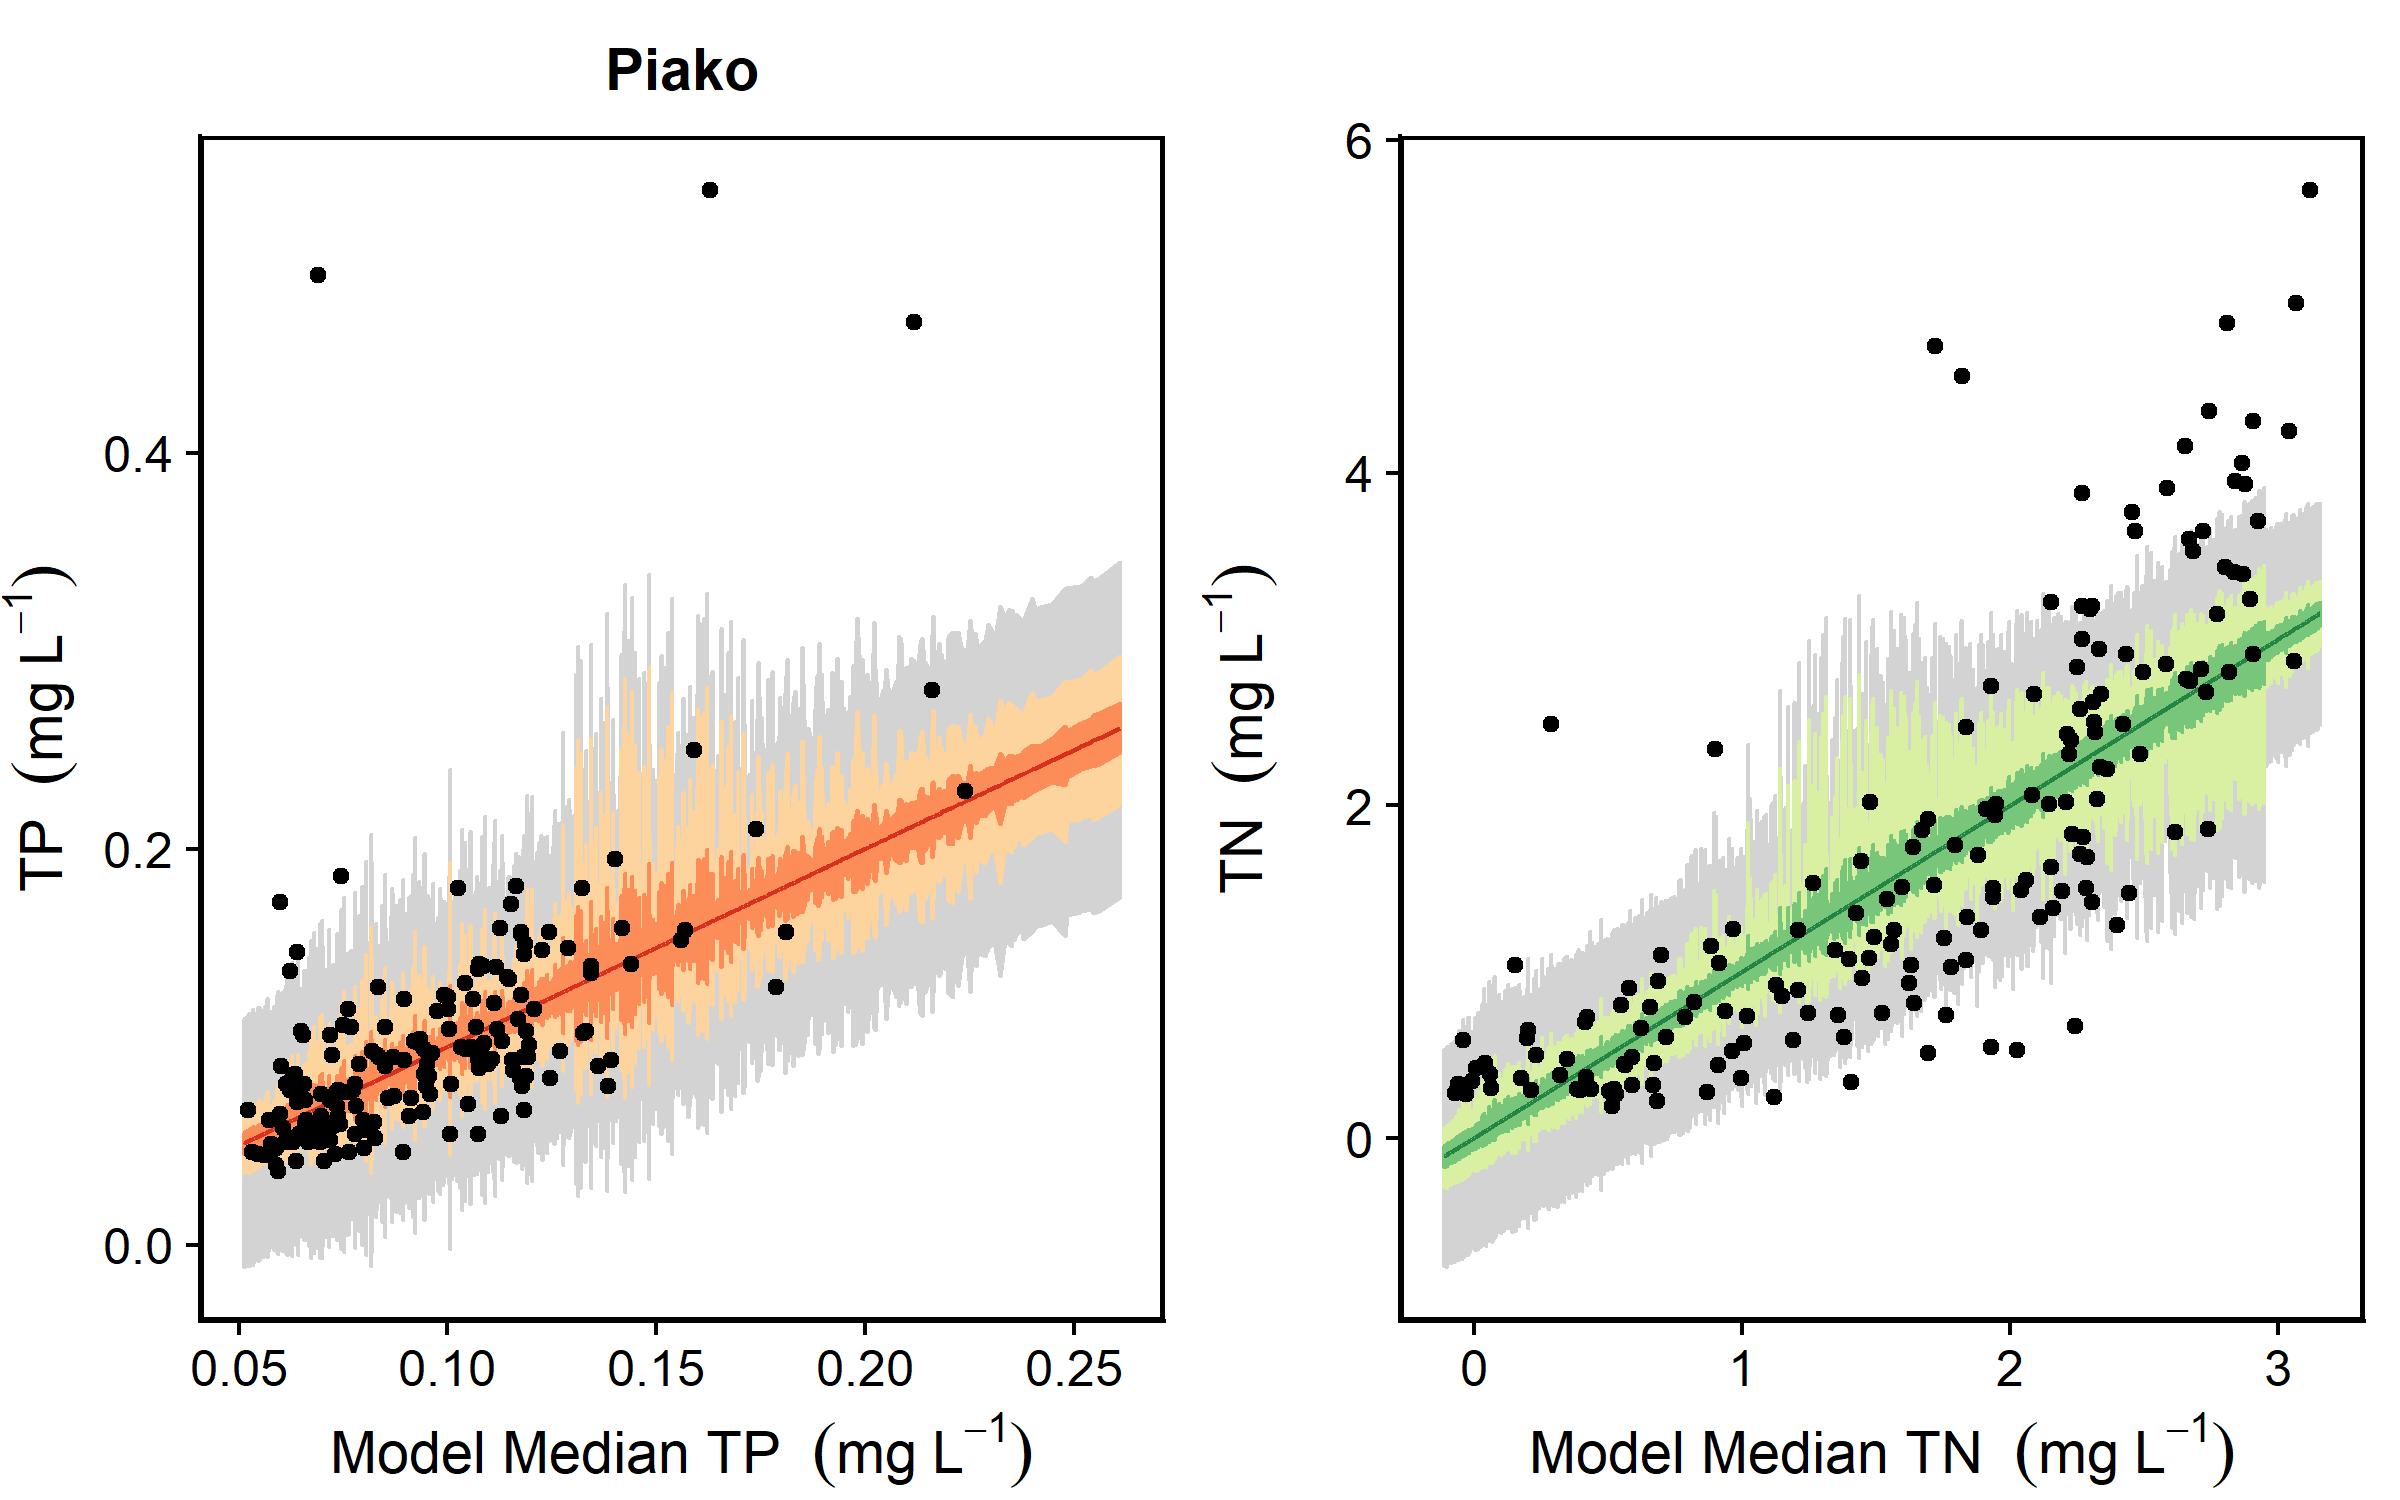 Piako
TP (mg L⁻¹)
0.4
0.2
0.0
0.05 0.10 0.15 0.20 0.25
Model Median TP (mg L⁻¹)
TN (mg L⁻¹)
6
4
2
0
0 1 2 3
Model Median TN (mg L⁻¹)